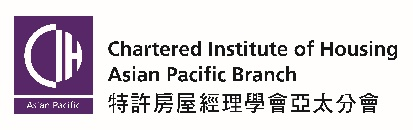 CIH
Asian Pacific
Chartered Institute of Housing
Asian Pacific Branch
特許房屋經理學會亞太分會